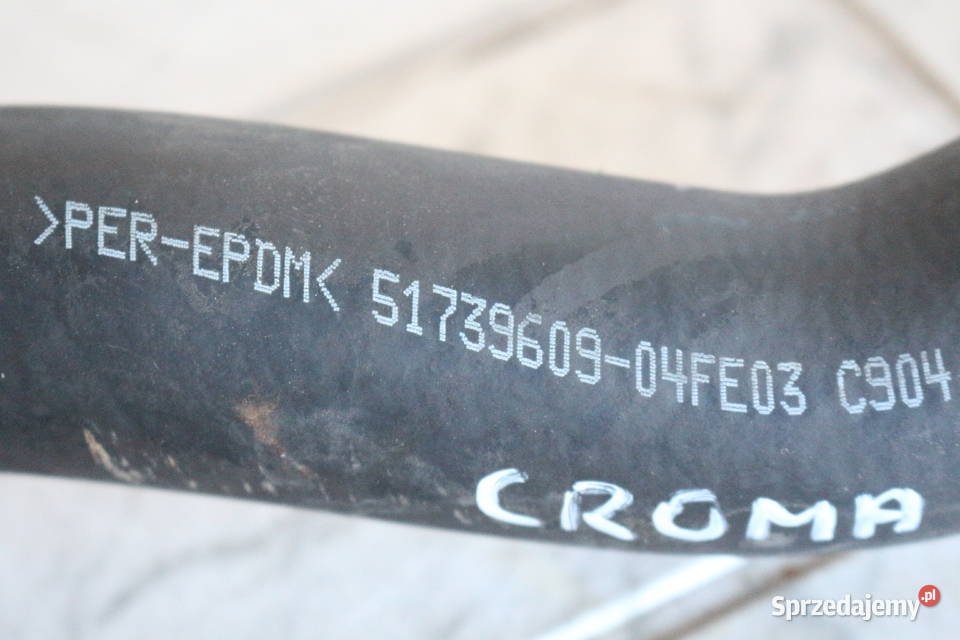 >PER-EPDM< 51739609-04FE03 C904
CROMA
Sprzedajemy.pl